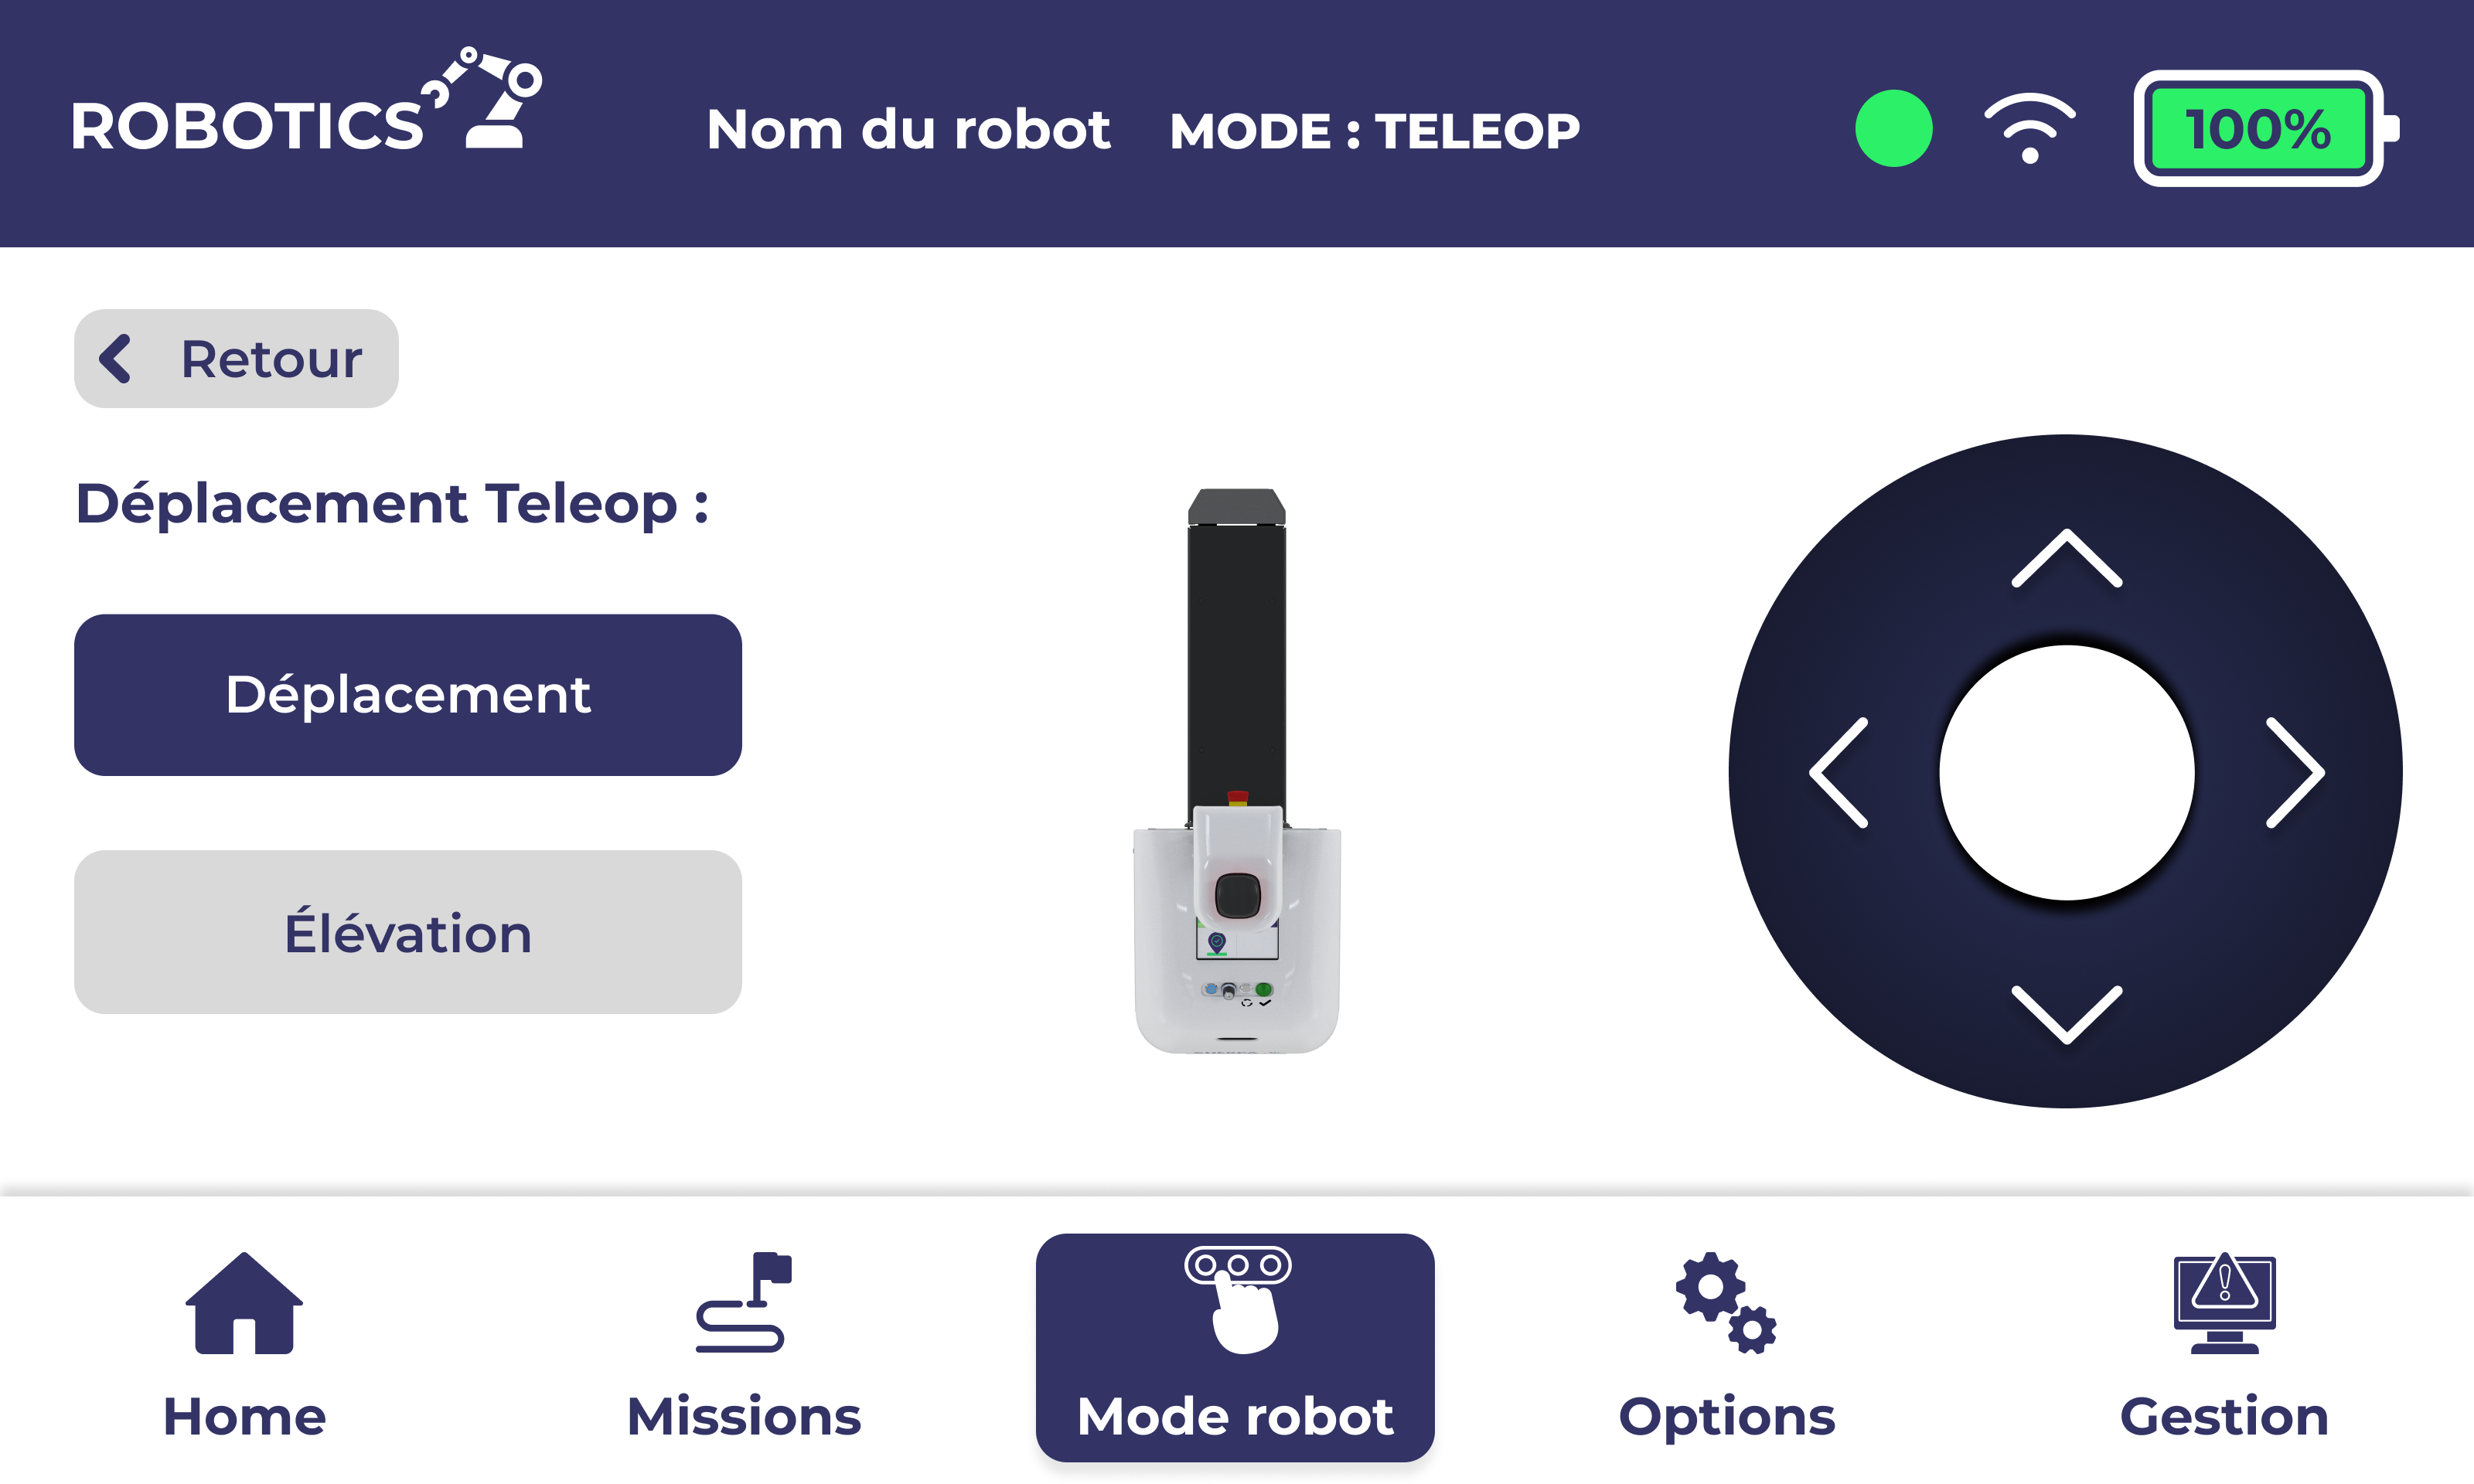 ROBOTICS
Nom du robot MODE : TELEOP
100%
Retour
Déplacement Teleop :
Déplacement
Élévation
Home
Missions
Mode robot
Options
Gestion